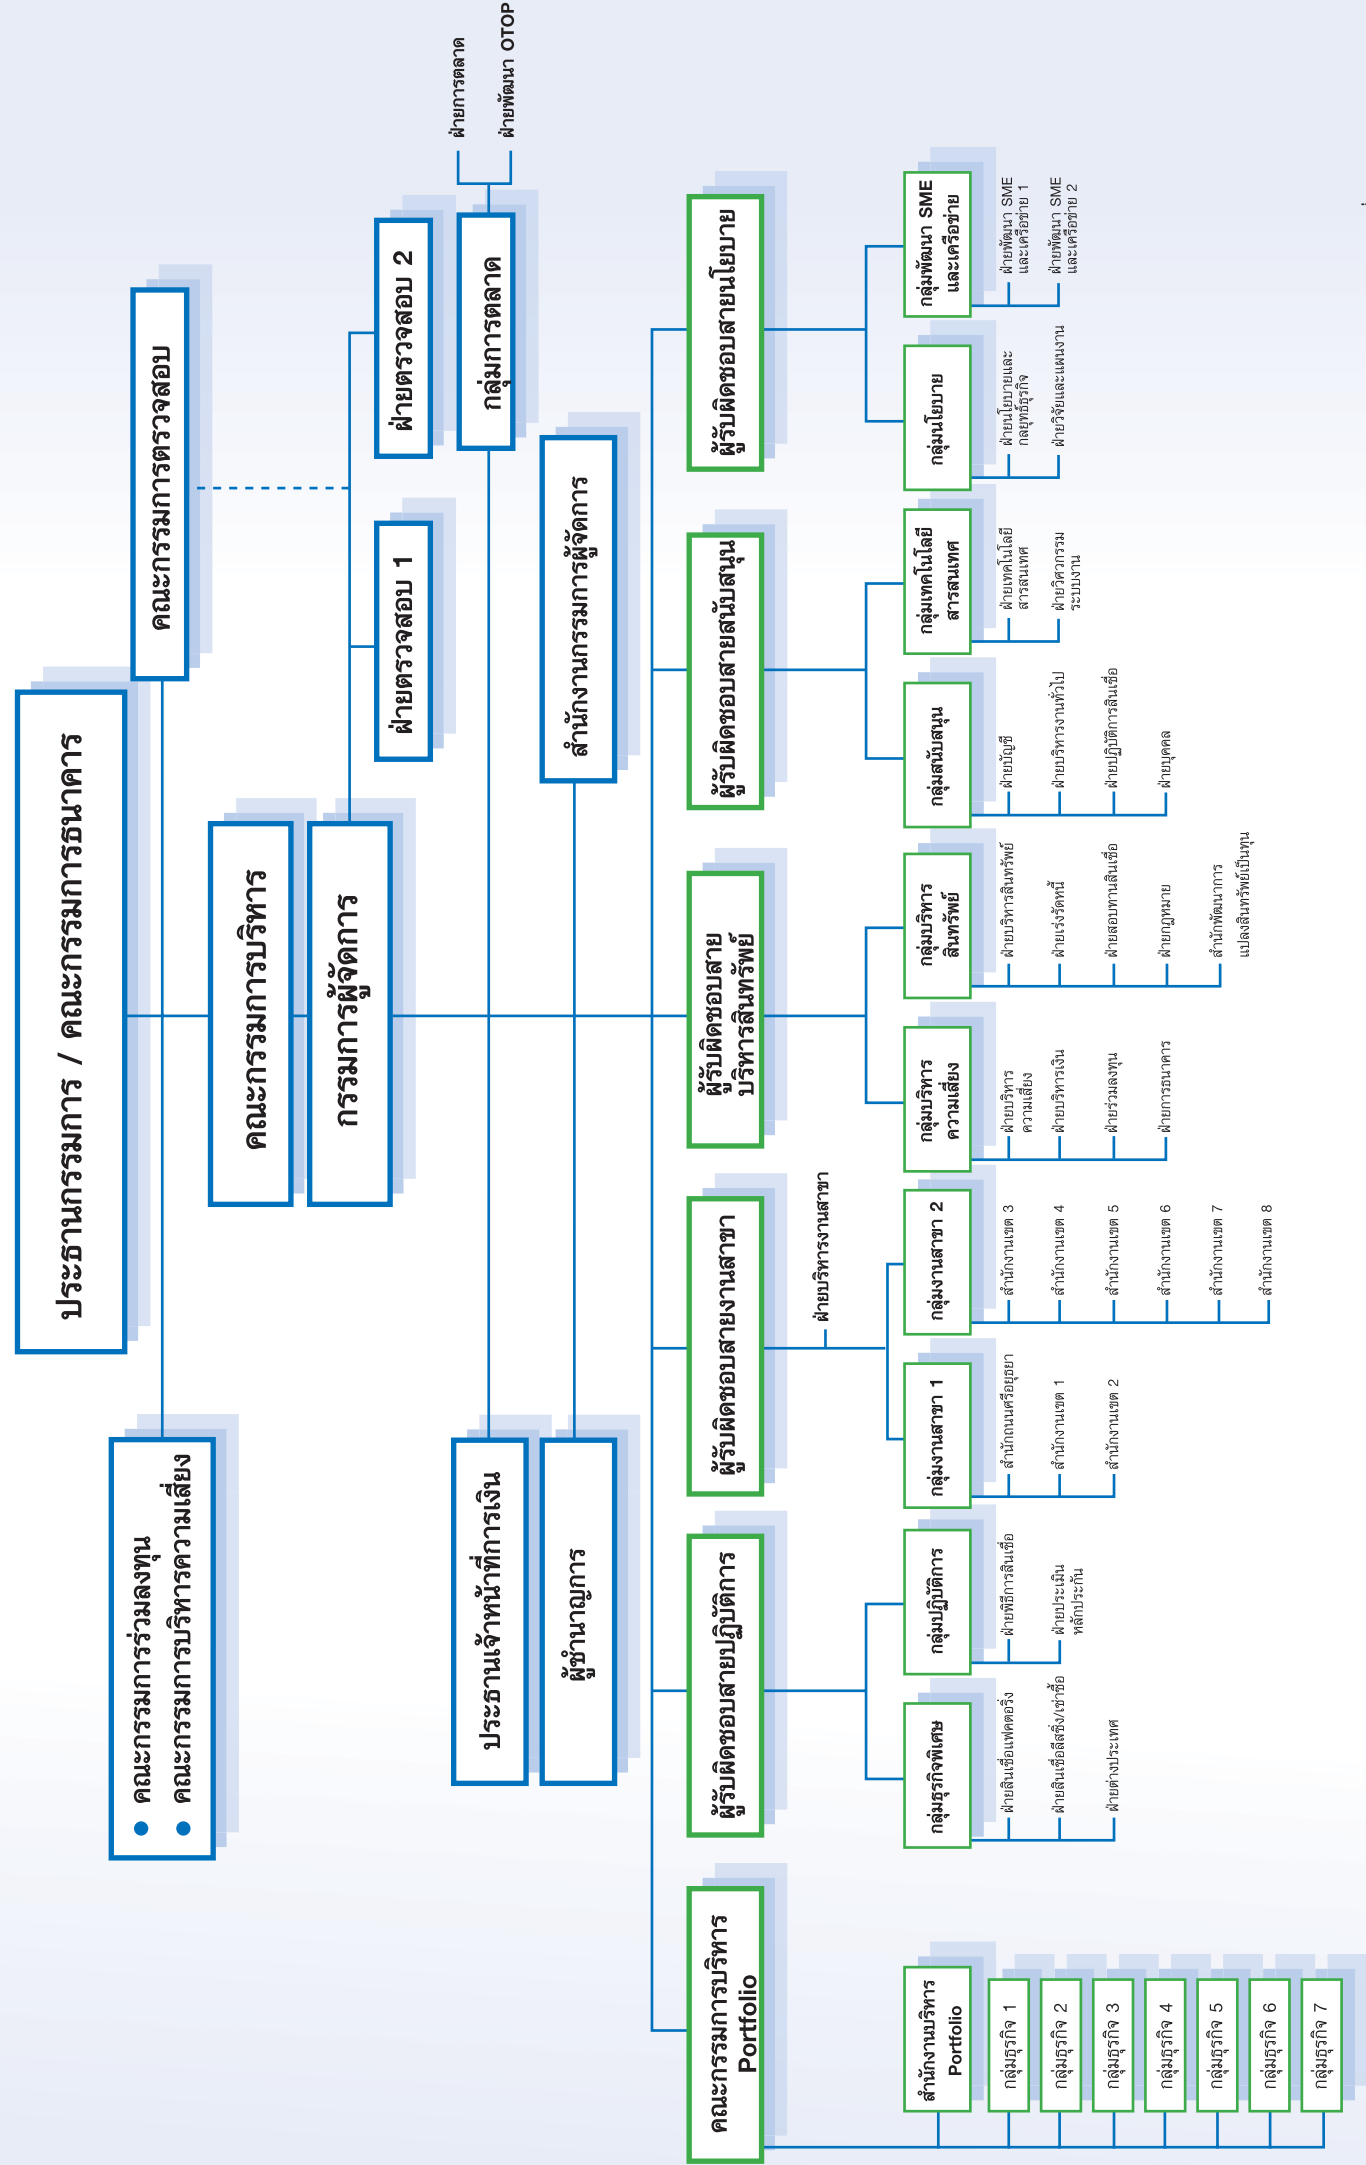 ประธานกรรมการ / คณะกรรมการธนาคาร
คณะกรรมการร่วมลงทุน
คณะกรรมการบริหารความเสี่ยง
คณะกรรมการตรวจสอบ
คณะกรรมการบริหาร
กรรมการผู้จัดการ
ฝ่ายตรวจสอบ 1
ฝ่ายตรวจสอบ 2
ประธานเจ้าหน้าที่การเงิน
กลุ่มการตลาด
ฝ่ายการตลาด
ฝ่ายพัฒนา OTOP
ผู้ชำนาญการ
สำนักงานกรรมการผู้จัดการ
คณะกรรมการบริหาร
Portfolio
ผู้รับผิดชอบสายปฏิบัติการ
ผู้รับผิดชอบสายงานสาขา
ผู้รับผิดชอบสาย
บริหารสินทรัพย์
ผู้รับผิดชอบสายสนับสนุน
ผู้รับผิดชอบสายนโยบาย
ฝ่ายบริหารงานสาขา
สำนักงานบริหาร
Portfolio
กลุ่มธุรกิจ 1
กลุ่มธุรกิจ 2
กลุ่มธุรกิจ 3
กลุ่มธุรกิจ 4
กลุ่มธุรกิจ 5
กลุ่มธุรกิจ 6
กลุ่มธุรกิจ 7
กลุ่มธุรกิจพิเศษ
ฝ่ายสินเชื่อแฟคตอริ่ง
ฝ่ายสินเชื่อลีสซิ่ง/เช่าซื้อ
ฝ่ายต่างประเทศ
กลุ่มปฏิบัติการ
ฝ่ายพิธีการสินเชื่อ
ฝ่ายประเมิน
หลักประกัน
กลุ่มงานสาขา 1
สำนักถนนศรีอยุธยา
สำนักงานเขต 1
สำนักงานเขต 2
กลุ่มงานสาขา 2
สำนักงานเขต 3
สำนักงานเขต 4
สำนักงานเขต 5
สำนักงานเขต 6
สำนักงานเขต 7
สำนักงานเขต 8
กลุ่มบริหาร
ความเสี่ยง
ฝ่ายบริหาร
ความเสี่ยง
ฝ่ายบริหารเงิน
ฝ่ายร่วมลงทุน
ฝ่ายการธนาคาร
กลุ่มบริหาร
สินทรัพย์
ฝ่ายบริหารสินทรัพย์
ฝ่ายเร่งรัดหนี้
ฝ่ายสอบทานสินเชื่อ
ฝ่ายกฎหมาย
สำนักพัฒนาการ
แปลงสินทรัพย์เป็นทุน
กลุ่มสนับสนุน
ฝ่ายบัญชี
ฝ่ายบริหารงานทั่วไป
ฝ่ายปฏิบัติการสินเชื่อ
ฝ่ายบุคคล
กลุ่มเทคโนโลยี
สารสนเทศ
ฝ่ายเทคโนโลยี
สารสนเทศ
ฝ่ายวิศวกรรม
ระบบงาน
กลุ่มนโยบาย
ฝ่ายนโยบายและ
กลยุทธ์ธุรกิจ
ฝ่ายวิจัยและแผนงาน
กลุ่มพัฒนา SME
และเครือข่าย
ฝ่ายพัฒนา SME
และเครือข่าย 1
ฝ่ายพัฒนา SME
และเครือข่าย 2